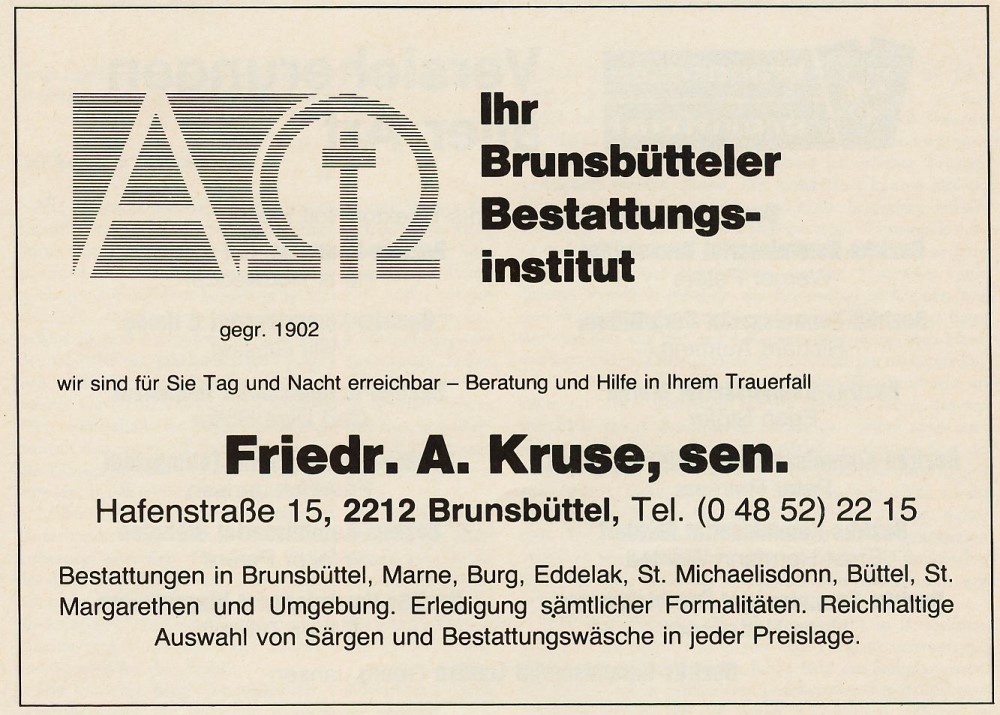 Ihr
Brunsbütteler
Bestattungs-
institut
gegr. 1902
wir sind für Sie Tag und Nacht erreichbar – Beratung und Hilfe in Ihrem Trauerfall
Friedr. A. Kruse, sen.
Hafenstraße 15, 2212 Brunsbüttel, Tel. (0 48 52) 22 15
Bestattungen in Brunsbüttel, Marne, Burg, Eddelak, St. Michaelisdonn, Büttel, St.
Margarethen und Umgebung. Erledigung sämtlicher Formalitäten. Reichhaltige
Auswahl von Särgen und Bestattungswäsche in jeder Preislage.